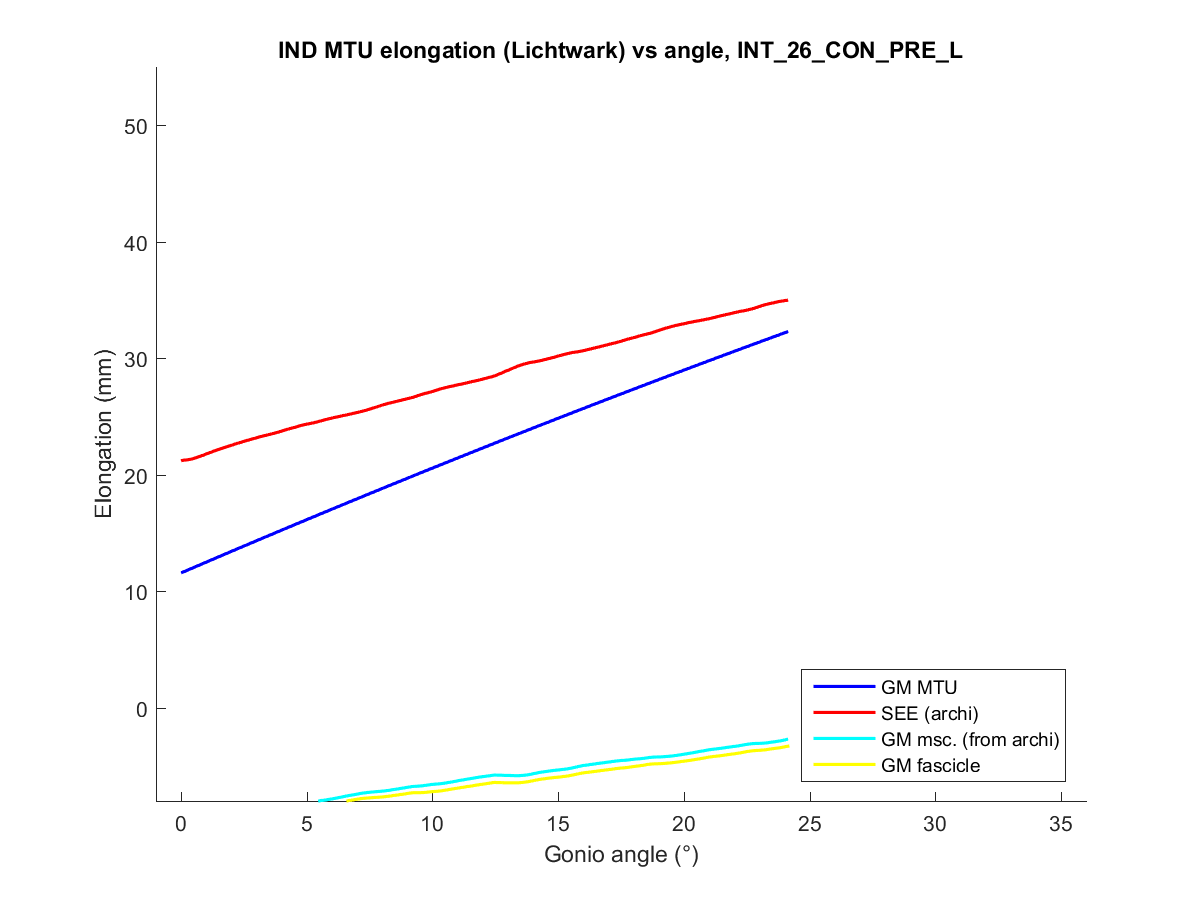 IND MTU elongation (Lichtwark) vs angle, INT_26_CON_PRE_L
50
40
30
20
10
0
Elongation (mm)
GM MTU
SEE (archi)
GM msc. (from archi)
GM fascicle
0 5 10 15 20 25 30 35
Gonio angle (°)